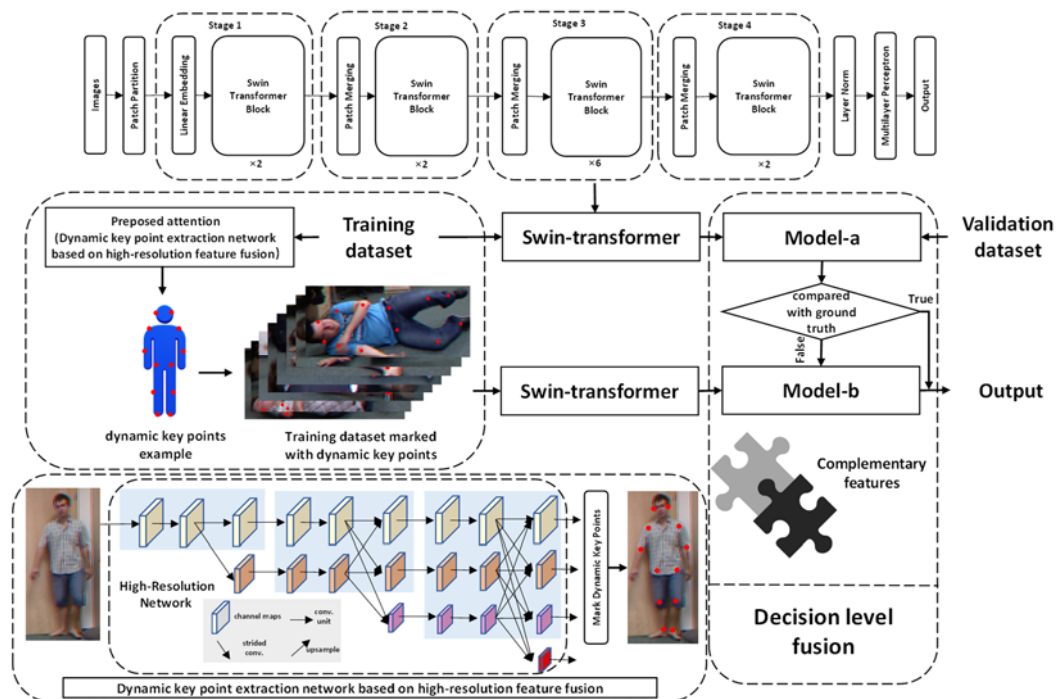 Stage 1
Stage 2
Stage 3
Stage 4
Images
Patch Partition
Linear Embedding
Swin
Transformer
Block
×2
Patch Merging
Swin
Transformer
Block
×2
Patch Merging
Swin
Transformer
Block
×6
Patch Merging
Swin
Transformer
Block
×2
Layer Norm
Multilayer Perceptron
Output
Preposed attention
(Dynamic key point extraction network
based on high-resolution feature fusion)
Training
dataset
Swin-transformer
Model-a
Validation
dataset
compared
with ground
truth
True
False
dynamic key points
example
Training dataset marked
with dynamic key points
Swin-transformer
Model-b
Output
Complementary
features
High-Resolution
Network
channel maps
conv.
unit
strided
conv.
upsample
Mark Dynamic Key Points
Decision level
fusion
Dynamic key point extraction network based on high-resolution feature fusion